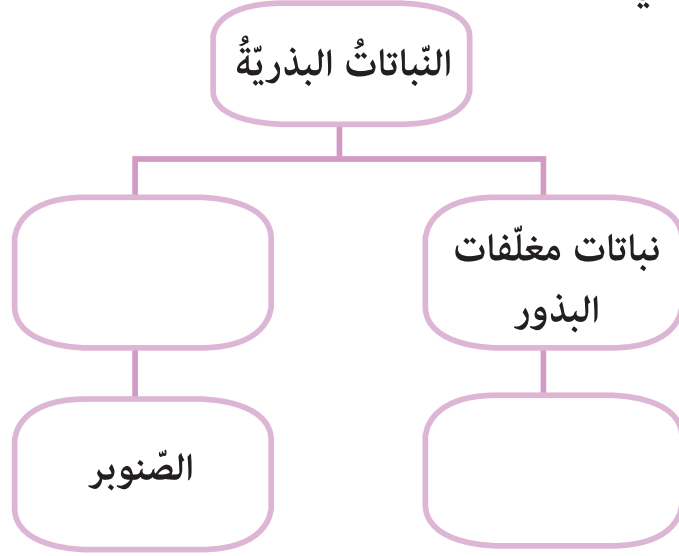 النّباتاتُ البذريّةُ
نباتات مغلّفات
البذور
الصّنوبر